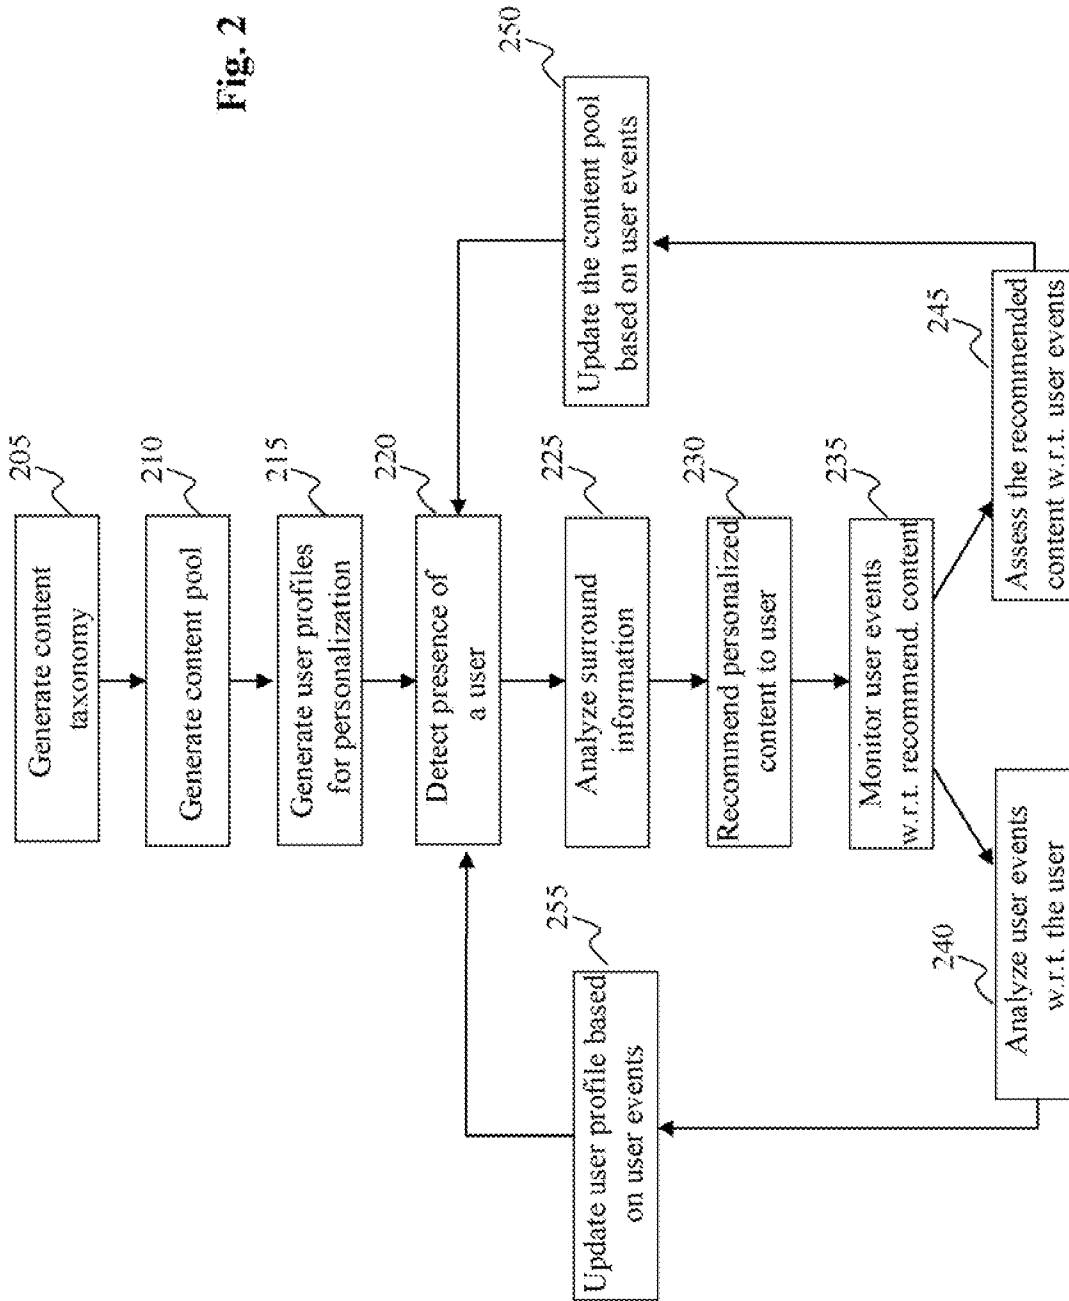 Fig. 2
205
Generate content
taxonomy
210
Generate content pool
215
Generate user profiles
for personalization
220
Detect presence of
a user
225
Analyze surround
information
230
Recommend personalized
content to user
235
Monitor user events
w.r.t. recommend. content
240
Analyze user events
w.r.t. the user
245
Assess the recommended
content w.r.t. user events
250
Update the content pool
based on user events
255
Update user profile based
on user events